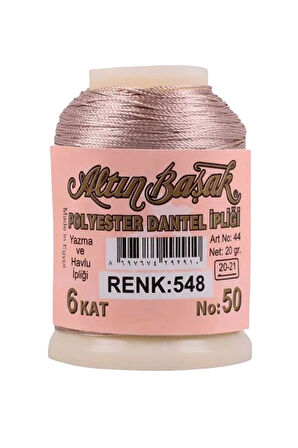 Altın Başak
POLYESTER DANTEL İPLİĞİ
Made in Egypt
Yazma
ve
Havlu
İpliği
Art No: 44
Net: 20 gr.
20-21
RENK:548
6 KAT
No: 50